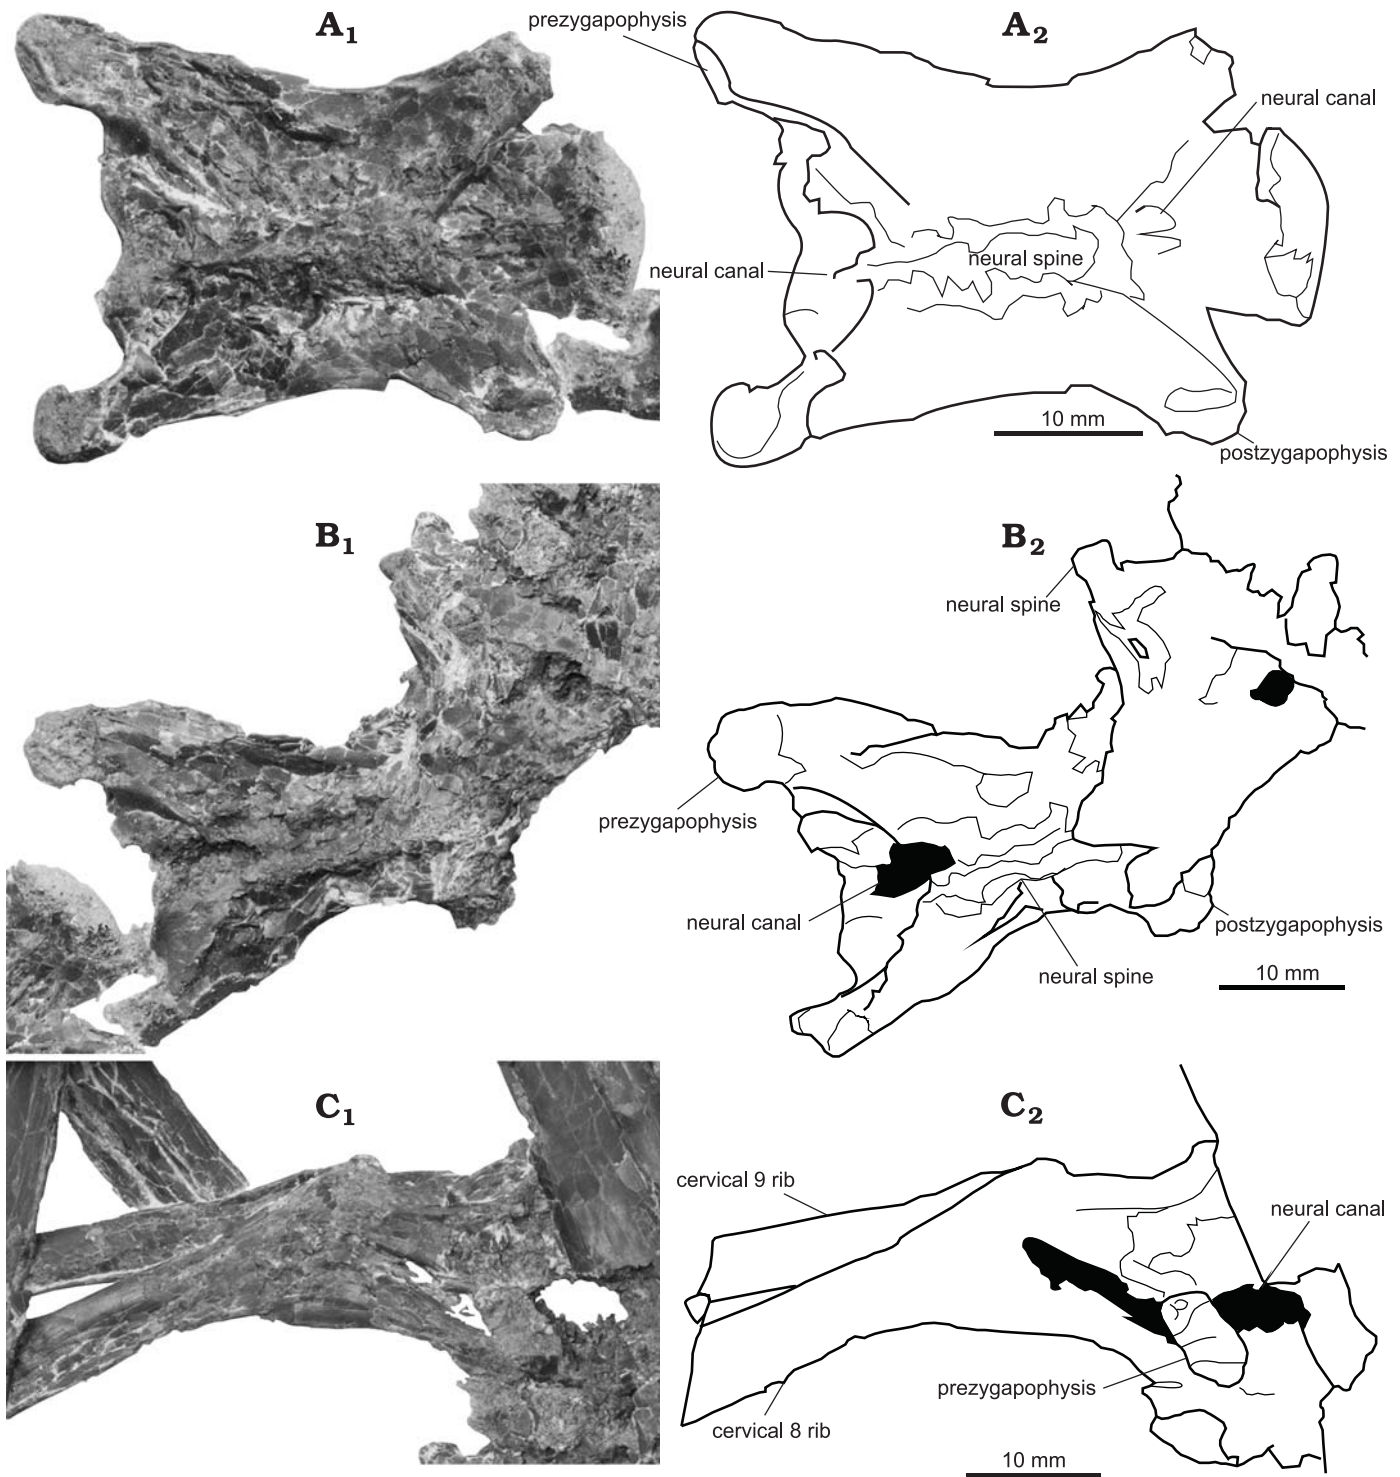 A1
prezygapophysis
A2
neural canal
neural canal
neural spine
10 mm
postzygapophysis
B1
B2
neural spine
prezygapophysis
neural canal
postzygapophysis
neural spine
10 mm
C1
C2
cervical 9 rib
neural canal
prezygapophysis
cervical 8 rib
10 mm